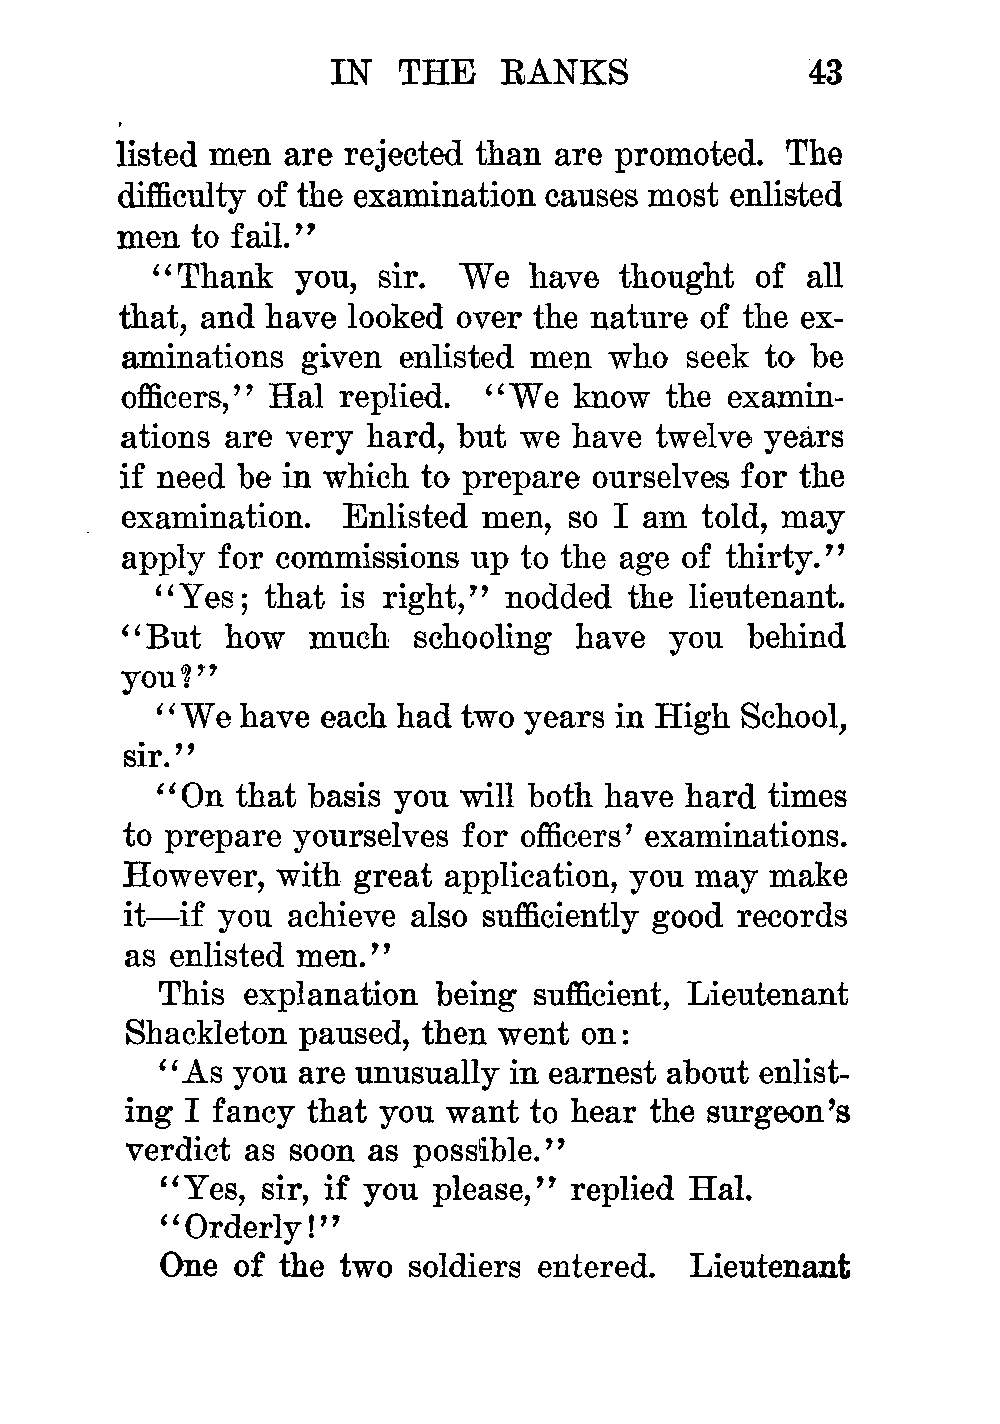 IN THE RANKS 43
listed men are rejected than are promoted. The
difficulty of the examination causes most enlisted
men to fail."
"Thank you, sir. We have thought of all
that, and have looked over the nature of the ex-
aminations given enlisted men who seek to be
officers," Hal replied. "We know the examin-
ations are very hard, but we have twelve years
if need be in which to prepare ourselves for the
examination. Enlisted men, so I am told, may
apply for commissions up to the age of thirty."
"Yes; that is right," nodded the lieutenant.
"But how much schooling have you behind
you?"
"We have each had two years in High School,
sir."
"On that basis you will both have hard times
to prepare yourselves for officers' examinations.
However, with great application, you may make
it—if you achieve also sufficiently good records
as enlisted men."
This explanation being sufficient, Lieutenant
Shackleton paused, then went on:
"As you are unusually in earnest about enlist-
ing I fancy that you want to hear the surgeon's
verdict as soon as possible."
"Yes, sir, if you please," replied Hal.
"Orderly!"
One of the two soldiers entered. Lieutenant